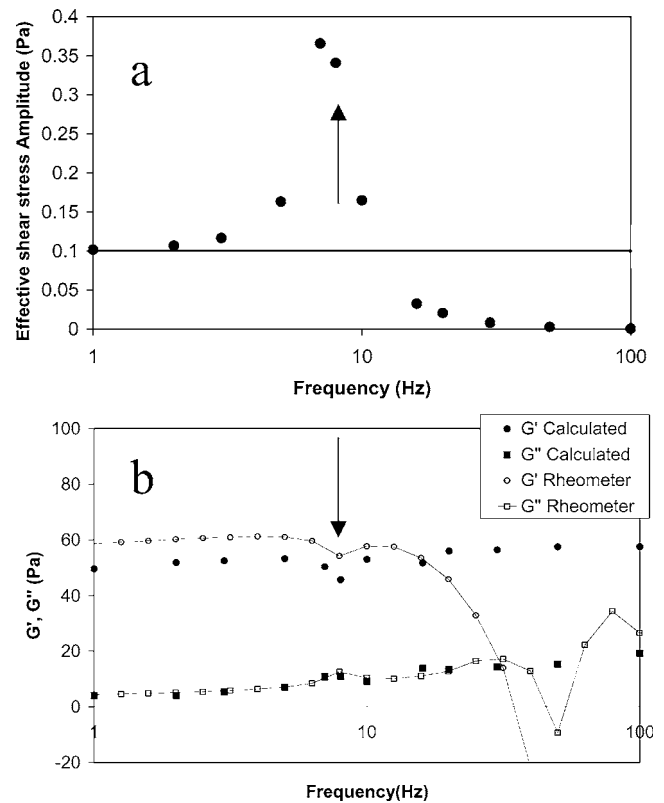 Effective shear stress Amplitude (Pa)
0.4
0.35
0.3
0.25
0.2
0.15
0.1
0.05
0
a
1
10
100
Frequency (Hz)
G', G'' (Pa)
100
80
60
40
20
0
-20
b
G' Calculated
G" Calculated
G' Rheometer
G" Rheometer
1
10
100
Frequency(Hz)